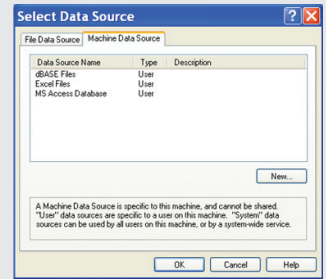 Select Data Source
File Data Source Machine Data Source
Data Source Name Type Description
dBASE Files User
Excel Files User
MS Access Database User
New...
A Machine Data Source is specific to this machine, and cannot be shared.
"User" data sources are specific to a user on this machine. "System" data
sources can be used by all users on this machine, or by a system-wide service.
OK Cancel Help